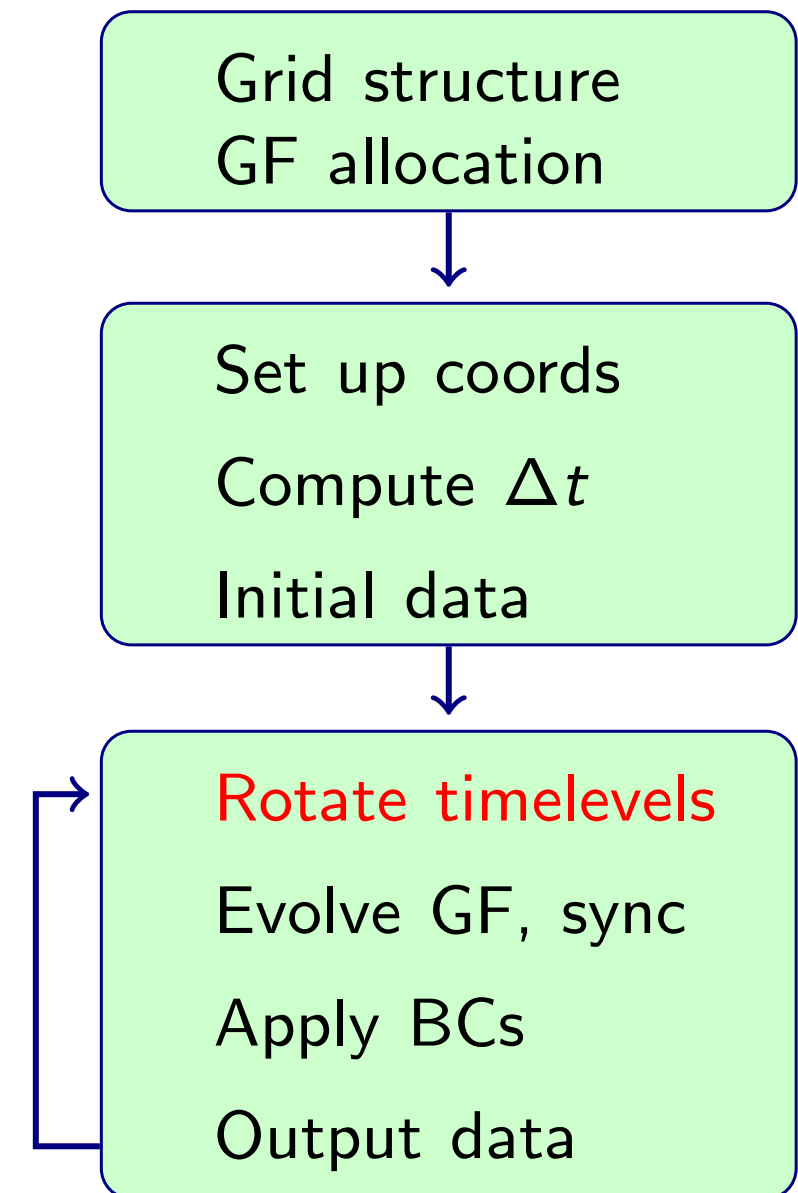 Grid structure
GF allocation
Set up coords
Compute Δt
Initial data
Rotate timelevels
Evolve GF, sync
Apply BCs
Output data